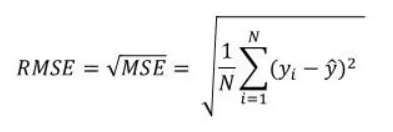 RMSE = √MSE = √(1/N ∑_{i=1}^{N} (y_i − ŷ)²)